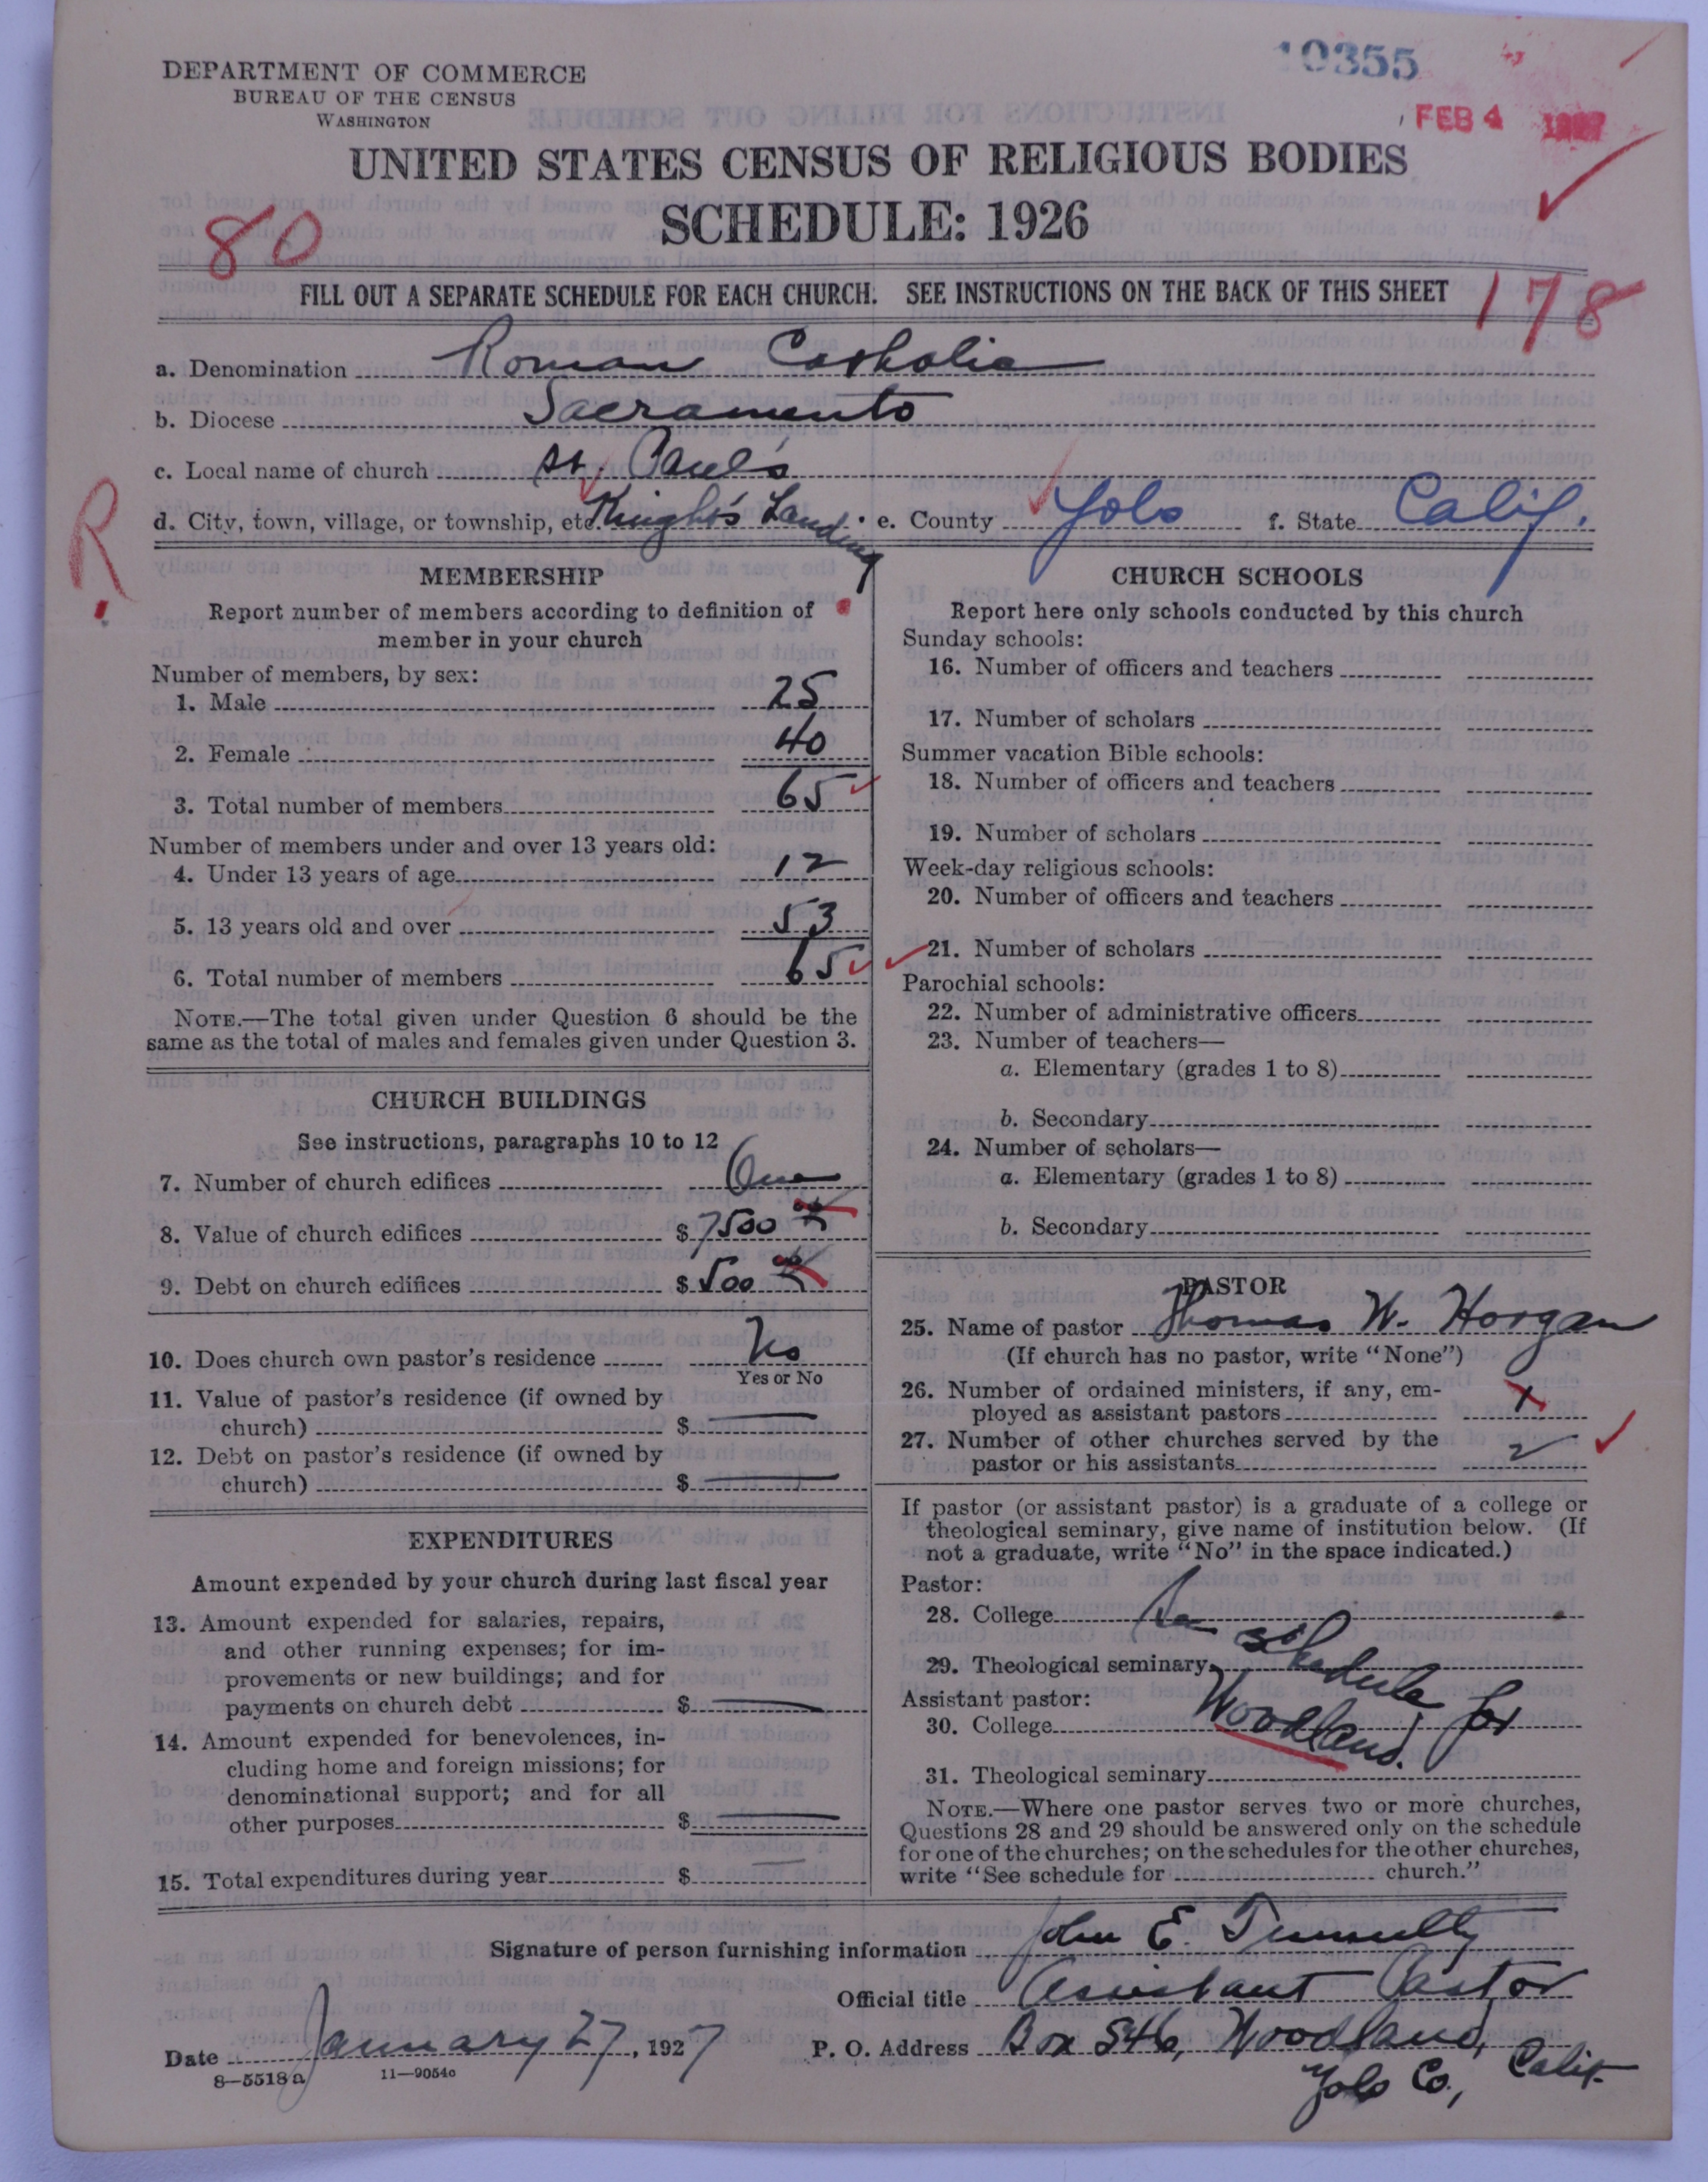 10355
FEB 4 1927
DEPARTMENT OF COMMERCE
BUREAU OF THE CENSUS
WASHINGTON
UNITED STATES CENSUS OF RELIGIOUS BODIES
SCHEDULE: 1926
80
FILL OUT A SEPARATE SCHEDULE FOR EACH CHURCH. SEE INSTRUCTIONS ON THE BACK OF THIS SHEET
178
a. Denomination Roman Catholic
b. Diocese Sacramento
c. Local name of church St. Paul's
d. City, town, village, or township, etc. Knight's Landing e. County Yolo f. State Calif.
R.
MEMBERSHIP
Report number of members according to definition of
member in your church
Number of members, by sex:
1. Male 25
2. Female 40
3. Total number of members 65
Number of members under and over 13 years old:
4. Under 13 years of age 12
5. 13 years old and over 53
6. Total number of members 65
NOTE.—The total given under Question 6 should be the
same as the total of males and females given under Question 3.
CHURCH BUILDINGS
See instructions, paragraphs 10 to 12
7. Number of church edifices One
8. Value of church edifices $ 7500
9. Debt on church edifices $ 500
10. Does church own pastor's residence No
Yes or No
11. Value of pastor's residence (if owned by
church) $
12. Debt on pastor's residence (if owned by
church) $
EXPENDITURES
Amount expended by your church during last fiscal year
13. Amount expended for salaries, repairs,
and other running expenses; for im-
provements or new buildings; and for
payments on church debt $
14. Amount expended for benevolences, in-
cluding home and foreign missions; for
denominational support; and for all
other purposes $
15. Total expenditures during year $
CHURCH SCHOOLS
Report here only schools conducted by this church
Sunday schools:
16. Number of officers and teachers
17. Number of scholars
Summer vacation Bible schools:
18. Number of officers and teachers
19. Number of scholars
Week-day religious schools:
20. Number of officers and teachers
21. Number of scholars
Parochial schools:
22. Number of administrative officers
23. Number of teachers—
a. Elementary (grades 1 to 8)
b. Secondary
24. Number of scholars—
a. Elementary (grades 1 to 8)
b. Secondary
PASTOR
25. Name of pastor Thomas W. Horgan
(If church has no pastor, write "None")
26. Number of ordained ministers, if any, em-
ployed as assistant pastors 1
27. Number of other churches served by the
pastor or his assistants 2
If pastor (or assistant pastor) is a graduate of a college or
theological seminary, give name of institution below. (If
not a graduate, write "No" in the space indicated.)
Pastor:
28. College
29. Theological seminary schedule for
Assistant pastor:
30. College Woodland.
31. Theological seminary
NOTE.—Where one pastor serves two or more churches,
Questions 28 and 29 should be answered only on the schedule
for one of the churches; on the schedules for the other churches,
write "See schedule for church."
Signature of person furnishing information John E.
Official title Assistant Pastor
Date January 27, 1927 P. O. Address Box 546, Woodland,
Yolo Co., Calif.
8—5518a 11—9054c